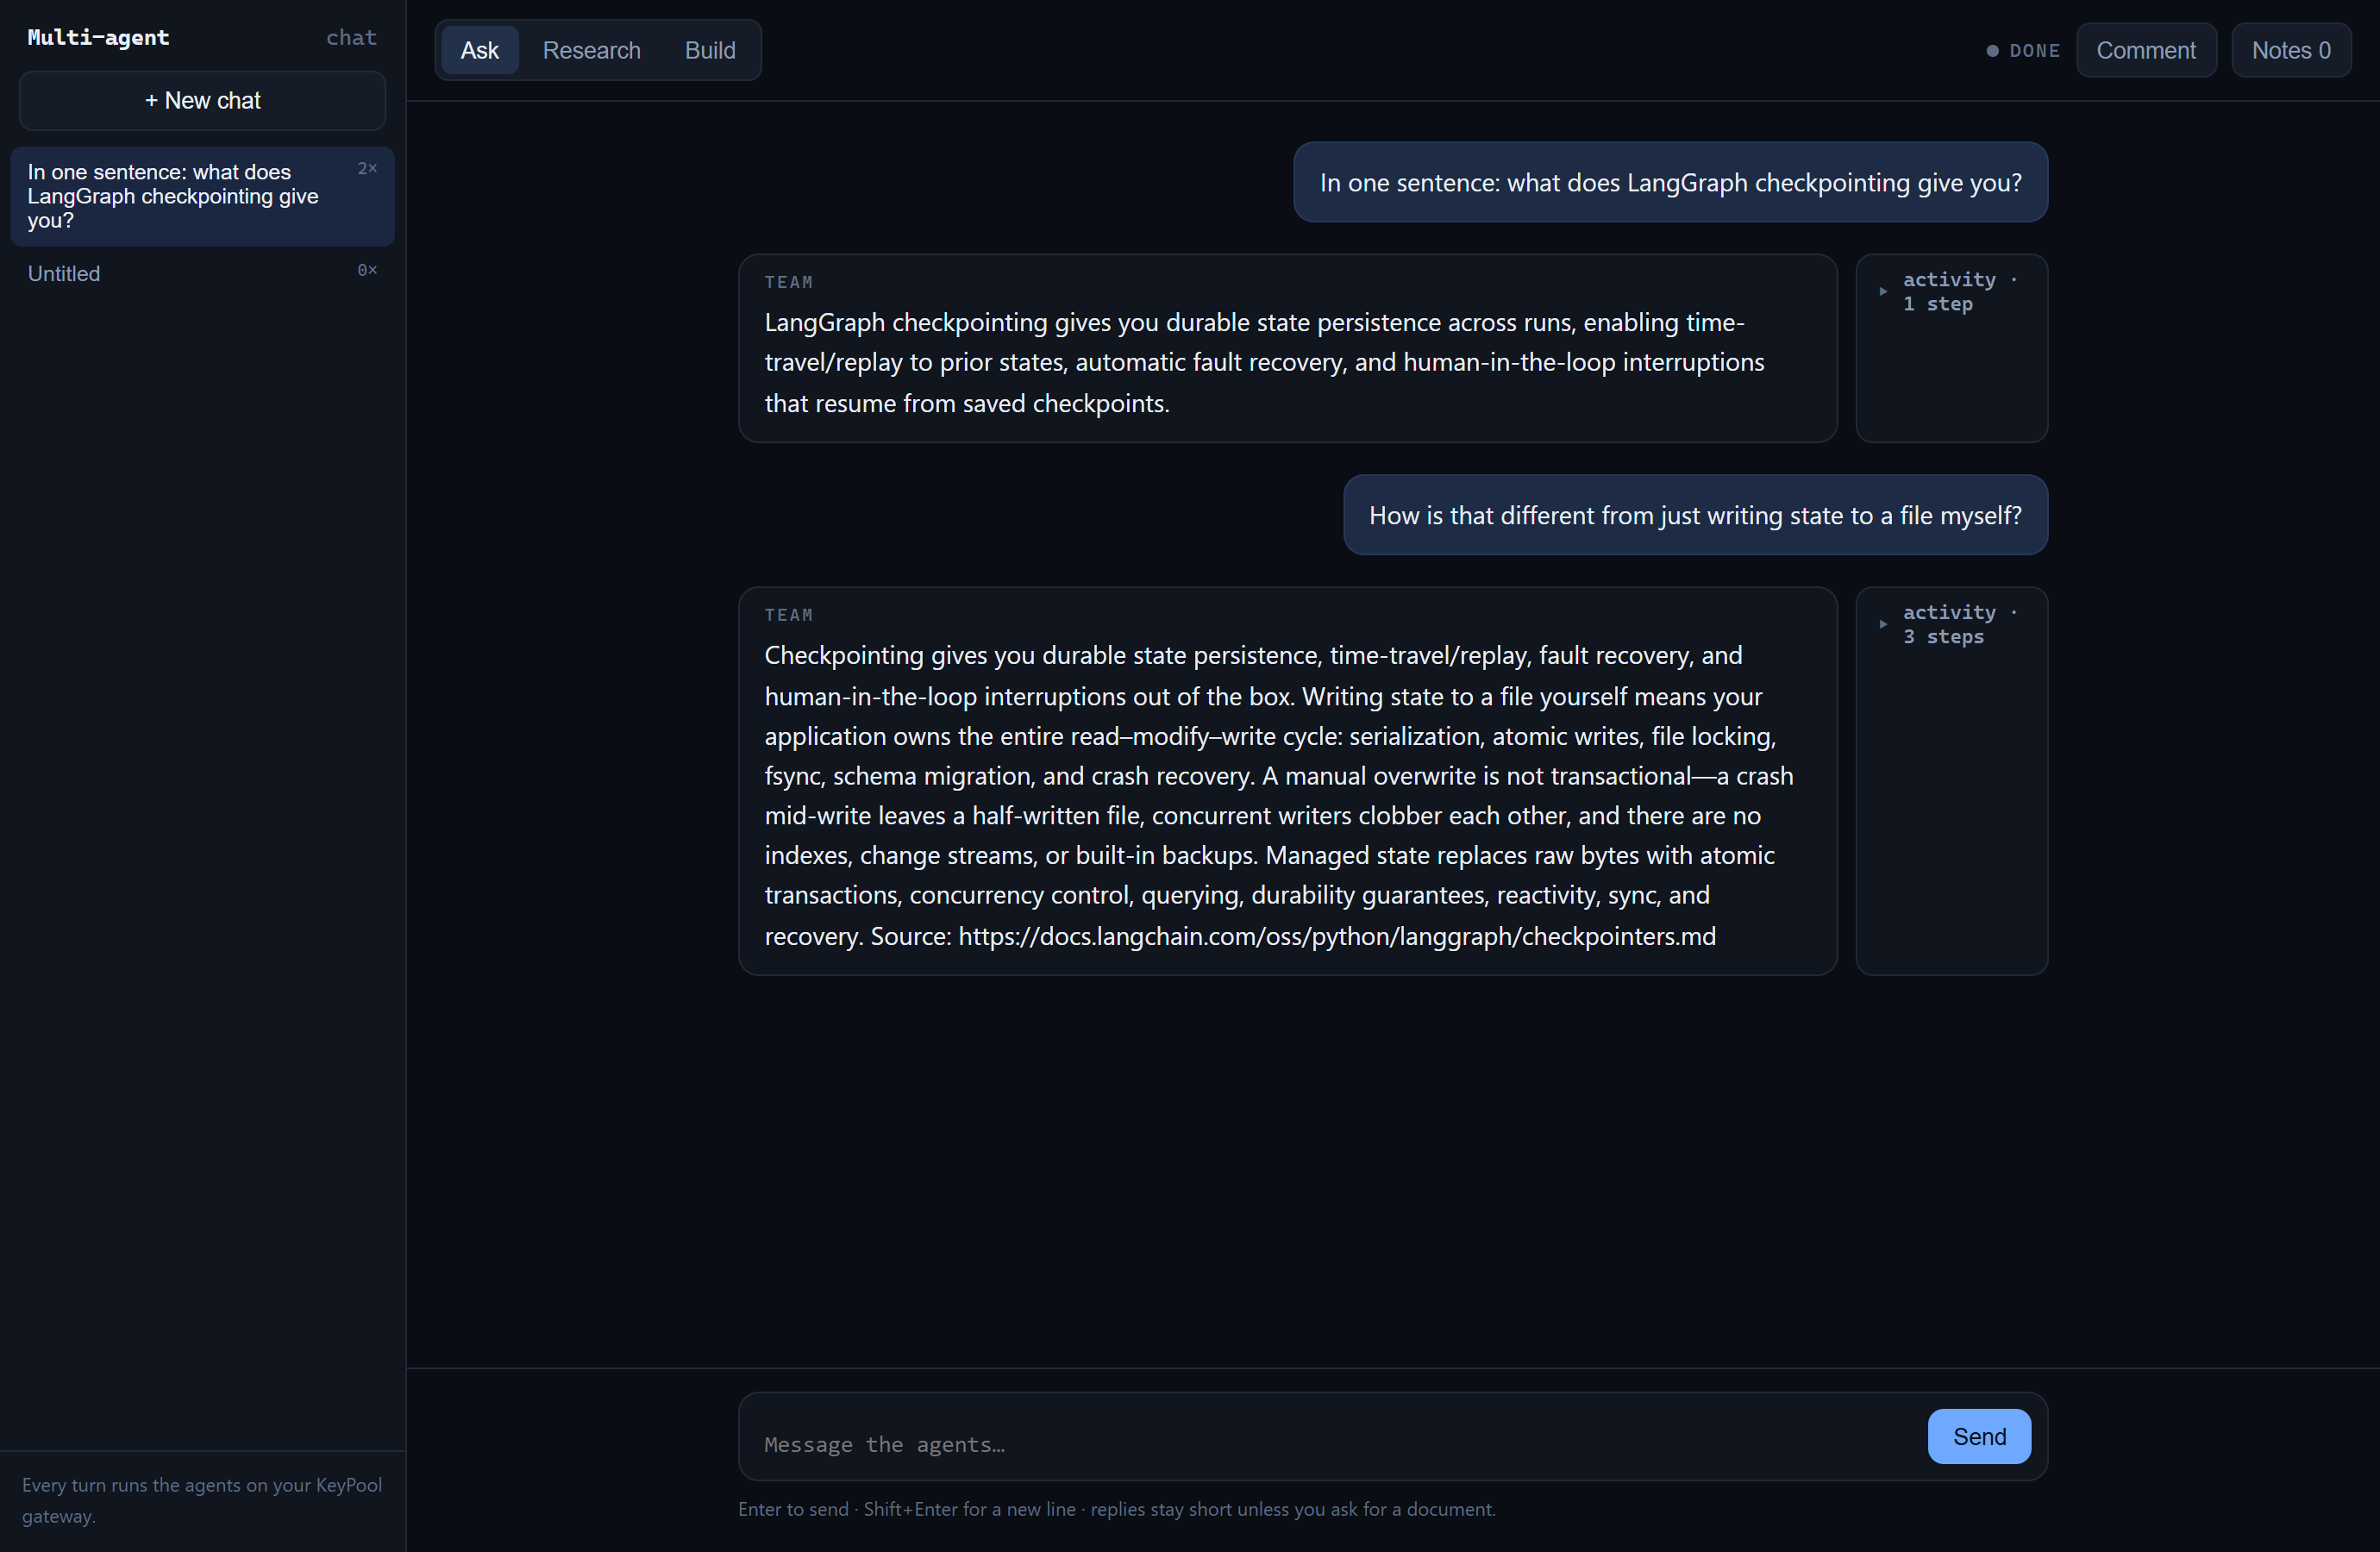 Multi-agent chat
+ New chat
In one sentence: what does 2×
LangGraph checkpointing give
you?
Untitled 0×
Every turn runs the agents on your KeyPool
gateway.
Ask Research Build
DONE Comment Notes 0
In one sentence: what does LangGraph checkpointing give you?
TEAM
LangGraph checkpointing gives you durable state persistence across runs, enabling time-
travel/replay to prior states, automatic fault recovery, and human-in-the-loop interruptions
that resume from saved checkpoints.
▸ activity ·
1 step
How is that different from just writing state to a file myself?
TEAM
Checkpointing gives you durable state persistence, time-travel/replay, fault recovery, and
human-in-the-loop interruptions out of the box. Writing state to a file yourself means your
application owns the entire read–modify–write cycle: serialization, atomic writes, file locking,
fsync, schema migration, and crash recovery. A manual overwrite is not transactional—a crash
mid-write leaves a half-written file, concurrent writers clobber each other, and there are no
indexes, change streams, or built-in backups. Managed state replaces raw bytes with atomic
transactions, concurrency control, querying, durability guarantees, reactivity, sync, and
recovery. Source: https://docs.langchain.com/oss/python/langgraph/checkpointers.md
▸ activity ·
3 steps
Message the agents…
Send
Enter to send · Shift+Enter for a new line · replies stay short unless you ask for a document.